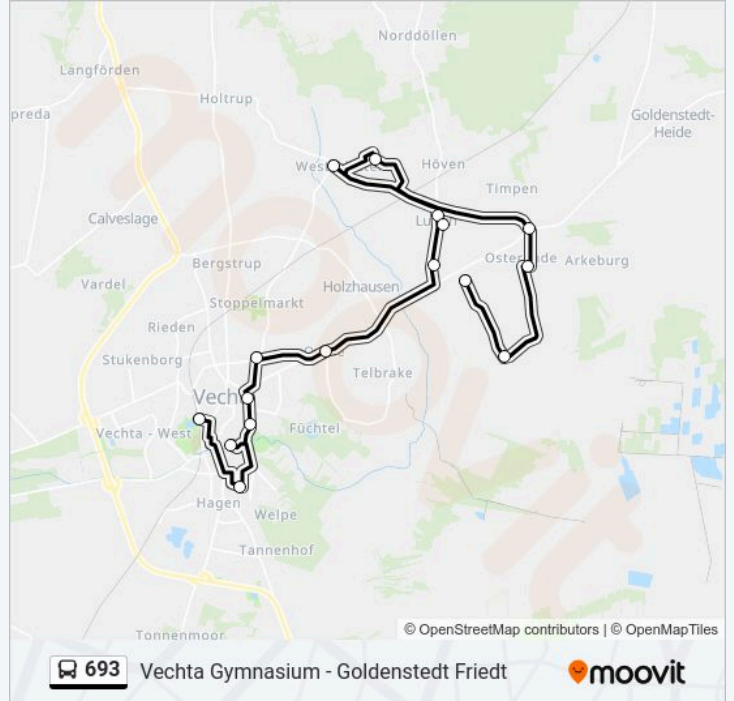 Norddöllen
Langförden
Holtrup
preda
Goldenstedt-
Heide
Höven
Timpen
Calveslage
Bergstrup
Arkeburg
Vardel
Holzhausen
Stoppelmarkt
Rieden
Stukenborg
Telbrake
Vechta - West
Füchtel
Hagen
Welpe
Tannenhof
Tonnenmoor
© OpenStreetMap contributors | © OpenMapTiles
693 Vechta Gymnasium - Goldenstedt Friedt
moovit